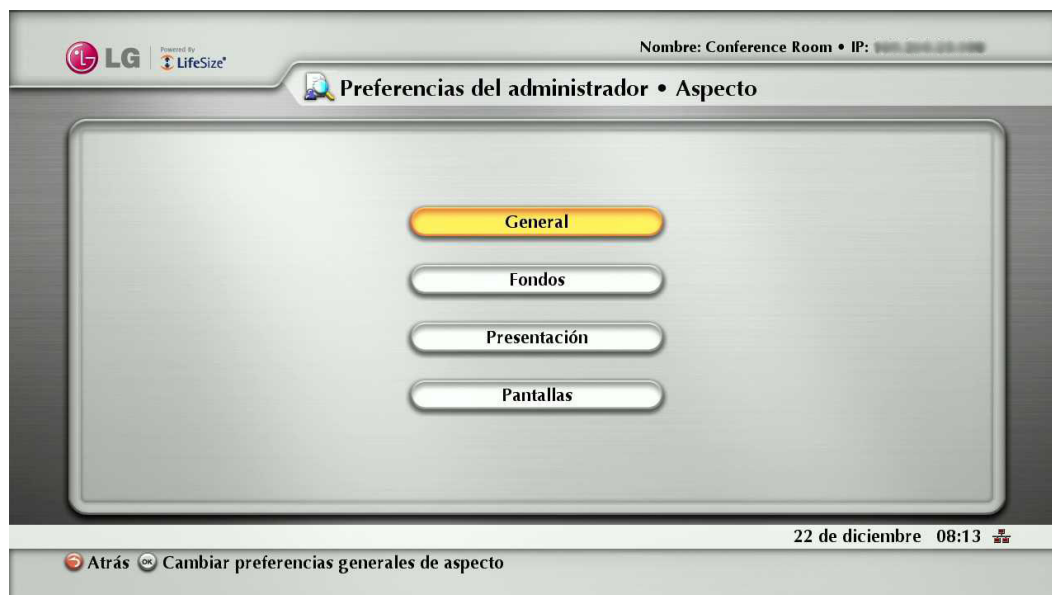 LG
Powered By
LifeSize
Nombre: Conference Room • IP:
Preferencias del administrador • Aspecto
General
Fondos
Presentación
Pantallas
22 de diciembre 08:13
Atrás OK Cambiar preferencias generales de aspecto